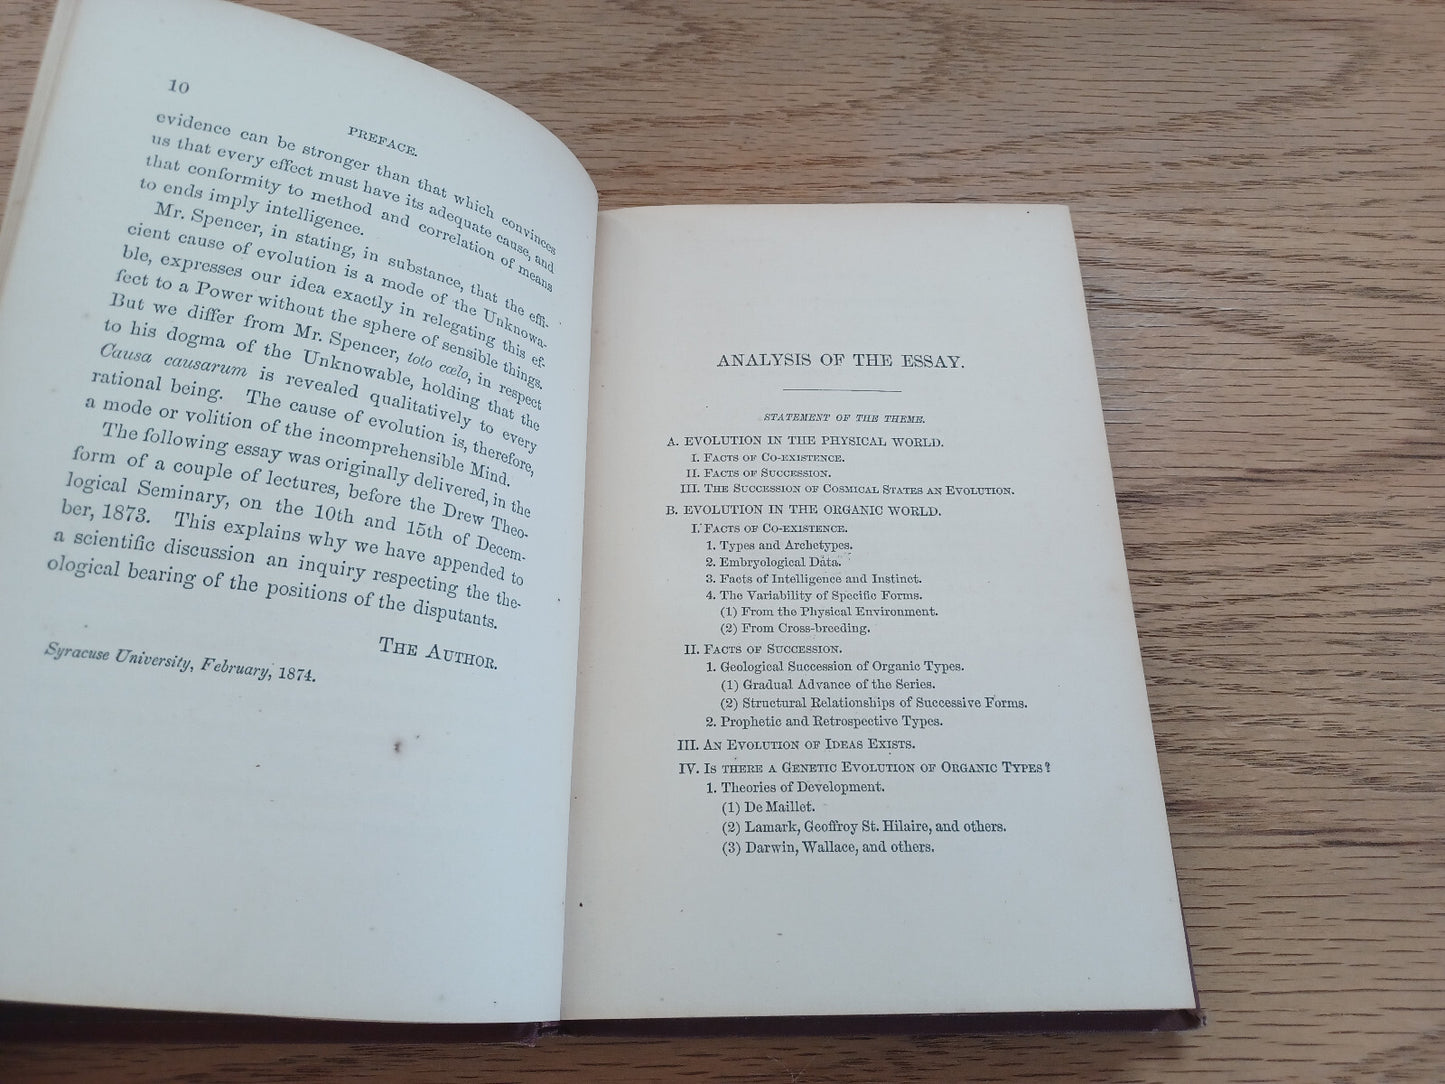 10
PREFACE.
evidence can be stronger than that which convinces
us that every effect must have its adequate cause, and
that conformity to method and correlation of means
to ends imply intelligence.
Mr. Spencer, in stating, in substance, that the effi-
cient cause of evolution is a mode of the Unknowa-
ble, expresses our idea exactly in relegating this ef-
fect to a Power without the sphere of sensible things.
But we differ from Mr. Spencer, toto cœlo, in respect
to his dogma of the Unknowable, holding that the
Causa causarum is revealed qualitatively to every
rational being. The cause of evolution is, therefore,
a mode or volition of the incomprehensible Mind.
The following essay was originally delivered, in the
form of a couple of lectures, before the Drew Theo-
logical Seminary, on the 10th and 15th of Decem-
ber, 1873. This explains why we have appended to
a scientific discussion an inquiry respecting the the-
ological bearing of the positions of the disputants.
THE AUTHOR.
Syracuse University, February, 1874.
ANALYSIS OF THE ESSAY.
STATEMENT OF THE THEME.
A. EVOLUTION IN THE PHYSICAL WORLD.
I. FACTS OF CO-EXISTENCE.
II. FACTS OF SUCCESSION.
III. THE SUCCESSION OF COSMICAL STATES AN EVOLUTION.
B. EVOLUTION IN THE ORGANIC WORLD.
I. FACTS OF CO-EXISTENCE.
1. Types and Archetypes.
2. Embryological Data.
3. Facts of Intelligence and Instinct.
4. The Variability of Specific Forms.
(1) From the Physical Environment.
(2) From Cross-breeding.
II. FACTS OF SUCCESSION.
1. Geological Succession of Organic Types.
(1) Gradual Advance of the Series.
(2) Structural Relationships of Successive Forms.
2. Prophetic and Retrospective Types.
III. AN EVOLUTION OF IDEAS EXISTS.
IV. IS THERE A GENETIC EVOLUTION OF ORGANIC TYPES?
1. Theories of Development.
(1) De Maillet.
(2) Lamark, Geoffroy St. Hilaire, and others.
(3) Darwin, Wallace, and others.